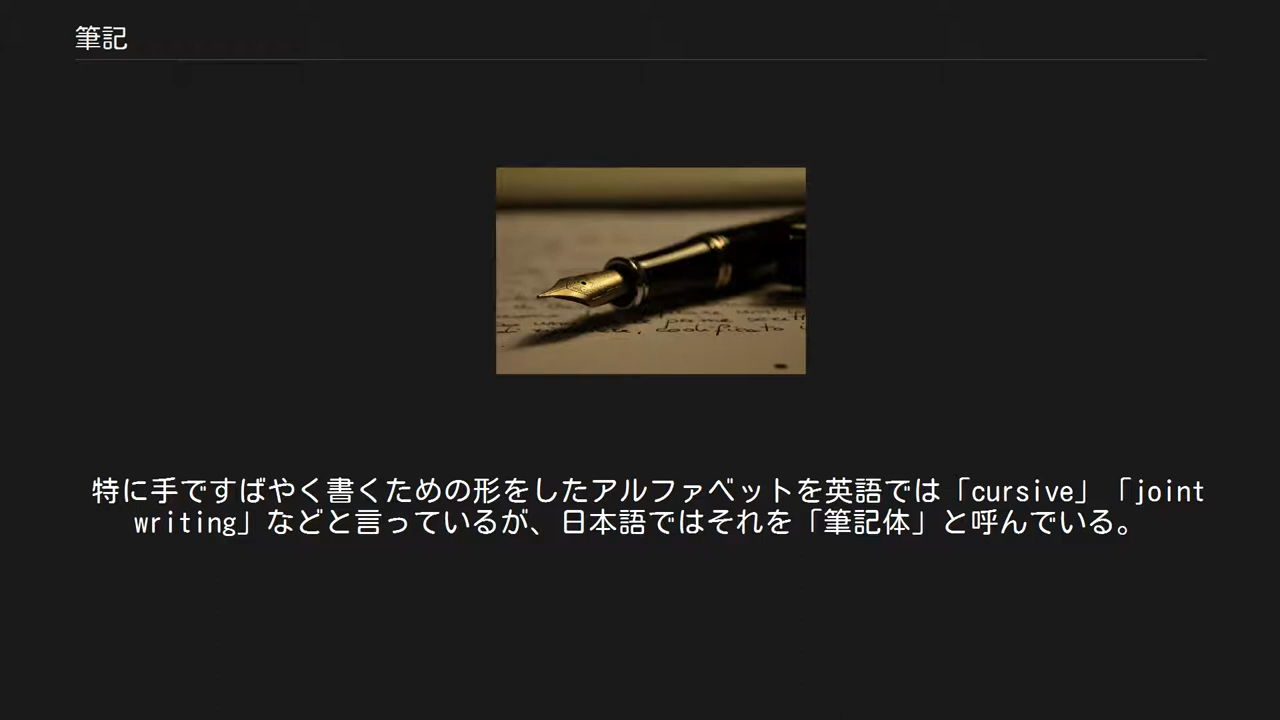 筆記
特に手ですばやく書くための形をしたアルファベットを英語では「cursive」「joint
writing」などと言っているが、日本語ではそれを「筆記体」と呼んでいる。